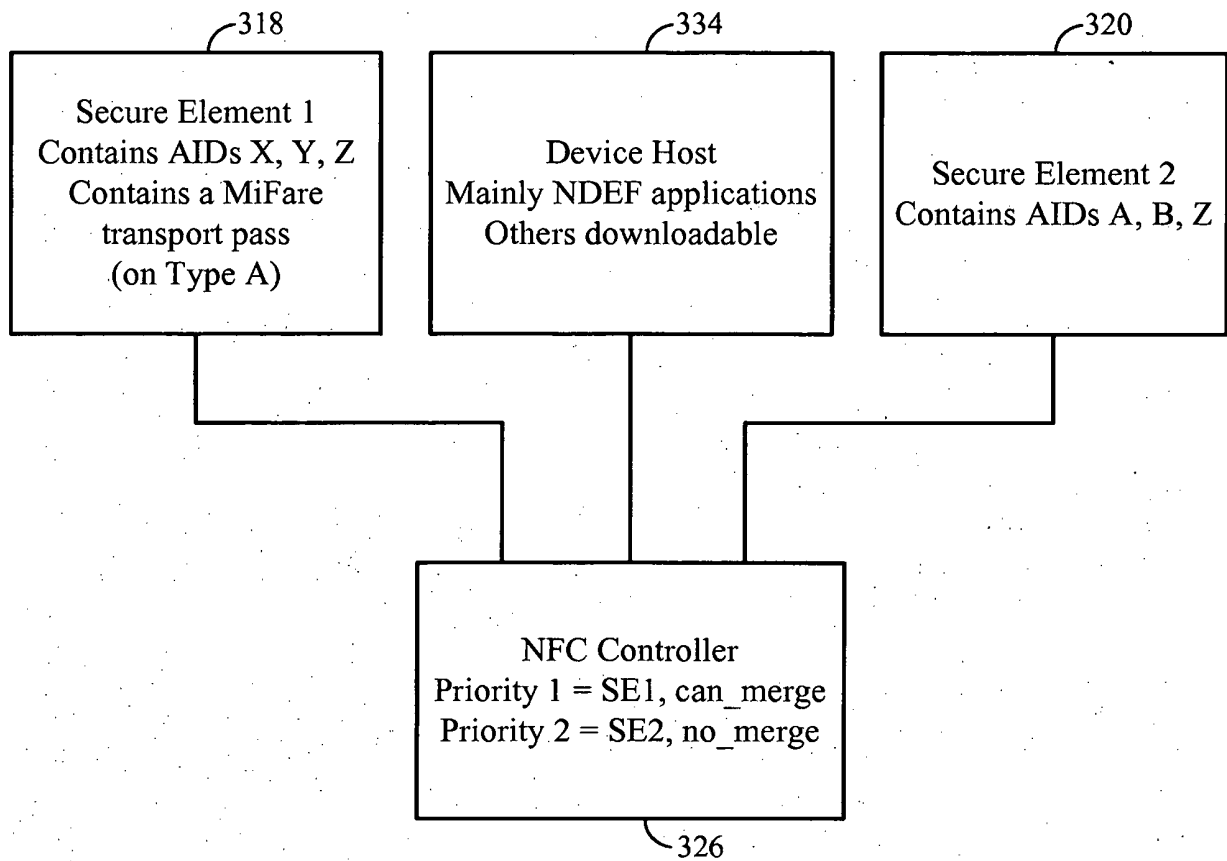 318
334
320
Secure Element 1
Contains AIDs X, Y, Z
Contains a MiFare
transport pass
(on Type A)
Device Host
Mainly NDEF applications
Others downloadable
Secure Element 2
Contains AIDs A, B, Z
NFC Controller
Priority 1 = SE1, can_merge
Priority 2 = SE2, no_merge
326